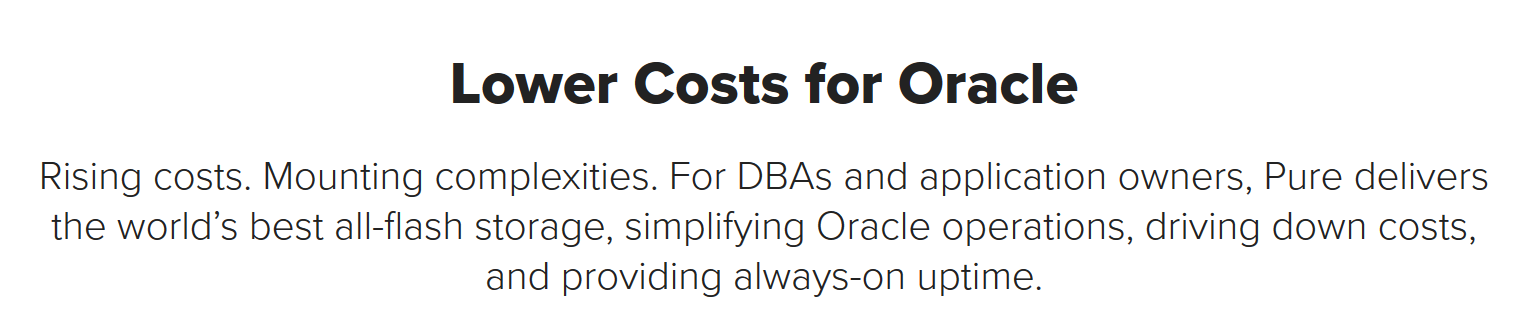 Lower Costs for Oracle
Rising costs. Mounting complexities. For DBAs and application owners, Pure delivers
the world’s best all-flash storage, simplifying Oracle operations, driving down costs,
and providing always-on uptime.